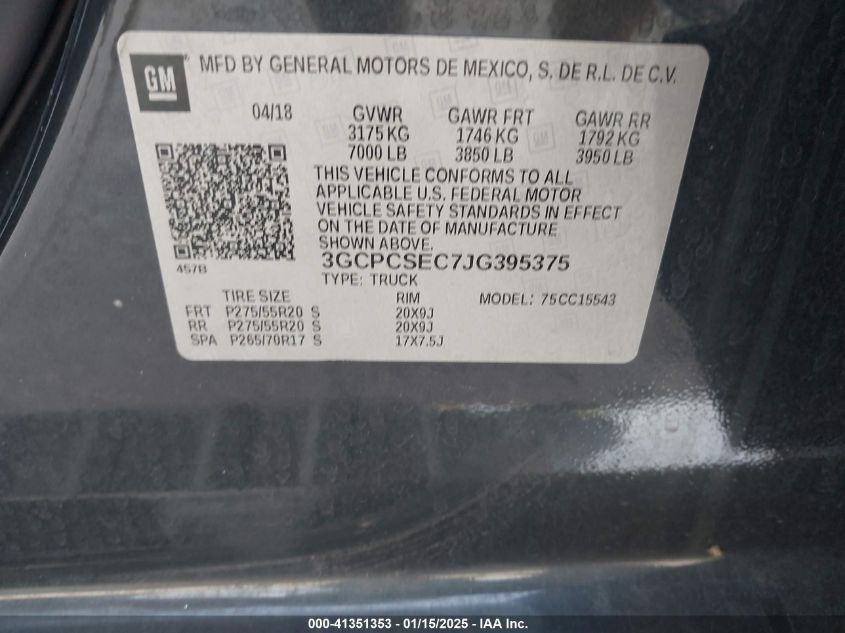 GM
MFD BY GENERAL MOTORS DE MEXICO, S. DE R.L. DE C.V.
04/18 GVWR GAWR FRT GAWR RR
3175 KG 1746 KG 1792 KG
7000 LB 3850 LB 3950 LB
THIS VEHICLE CONFORMS TO ALL
APPLICABLE U.S. FEDERAL MOTOR
VEHICLE SAFETY STANDARDS IN EFFECT
ON THE DATE OF MANUFACTURE
SHOWN ABOVE.
457B
3GCPCSEC7JG395375
TYPE: TRUCK
TIRE SIZE RIM MODEL: 75CC15543
FRT P275/55R20 S 20X9J
RR P275/55R20 S 20X9J
SPA P265/70R17 S 17X7.5J
000-41351353 — 01/15/2025 — IAA Inc.